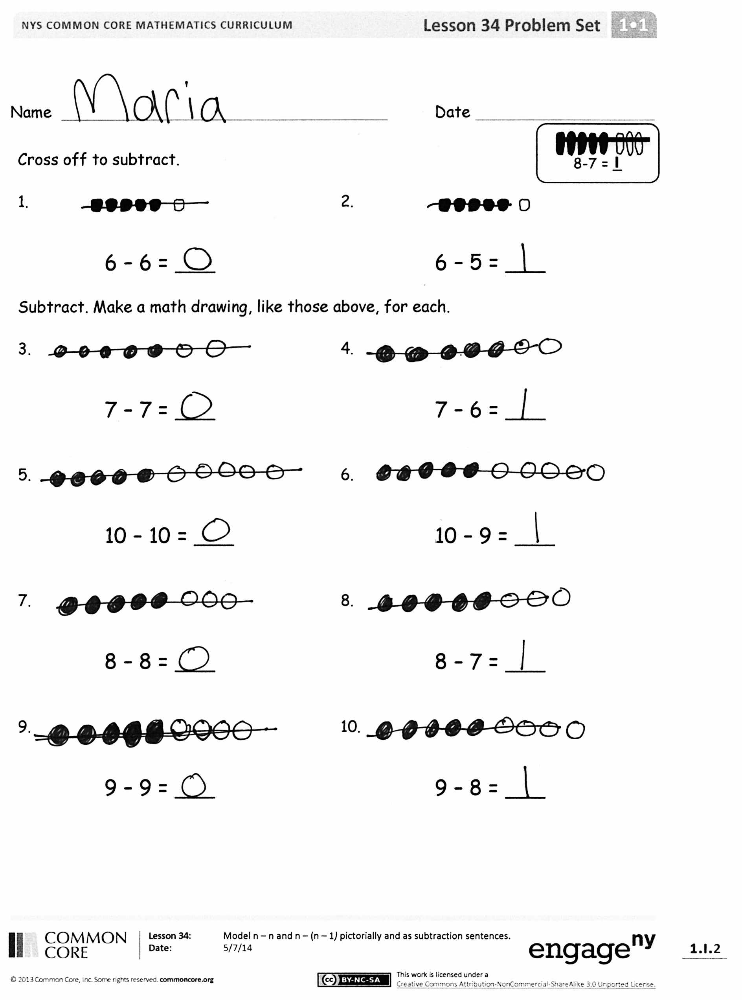 NYS COMMON CORE MATHEMATICS CURRICULUM Lesson 34 Problem Set 1•1
Name Maria Date
Cross off to subtract.
8-7 = 1
1. 2.
6 - 6 = 0 6 - 5 = 1
Subtract. Make a math drawing, like those above, for each.
3. 4.
7 - 7 = 0 7 - 6 = 1
5. 6.
10 - 10 = 0 10 - 9 = 1
7. 8.
8 - 8 = 0 8 - 7 = 1
9. 10.
9 - 9 = 0 9 - 8 = 1
COMMON CORE
Lesson 34: Model n – n and n – (n – 1) pictorially and as subtraction sentences.
Date: 5/7/14
engage ny
1.I.2
© 2013 Common Core, Inc. Some rights reserved. commoncore.org
(cc) BY-NC-SA
This work is licensed under a
Creative Commons Attribution-NonCommercial-ShareAlike 3.0 Unported License.